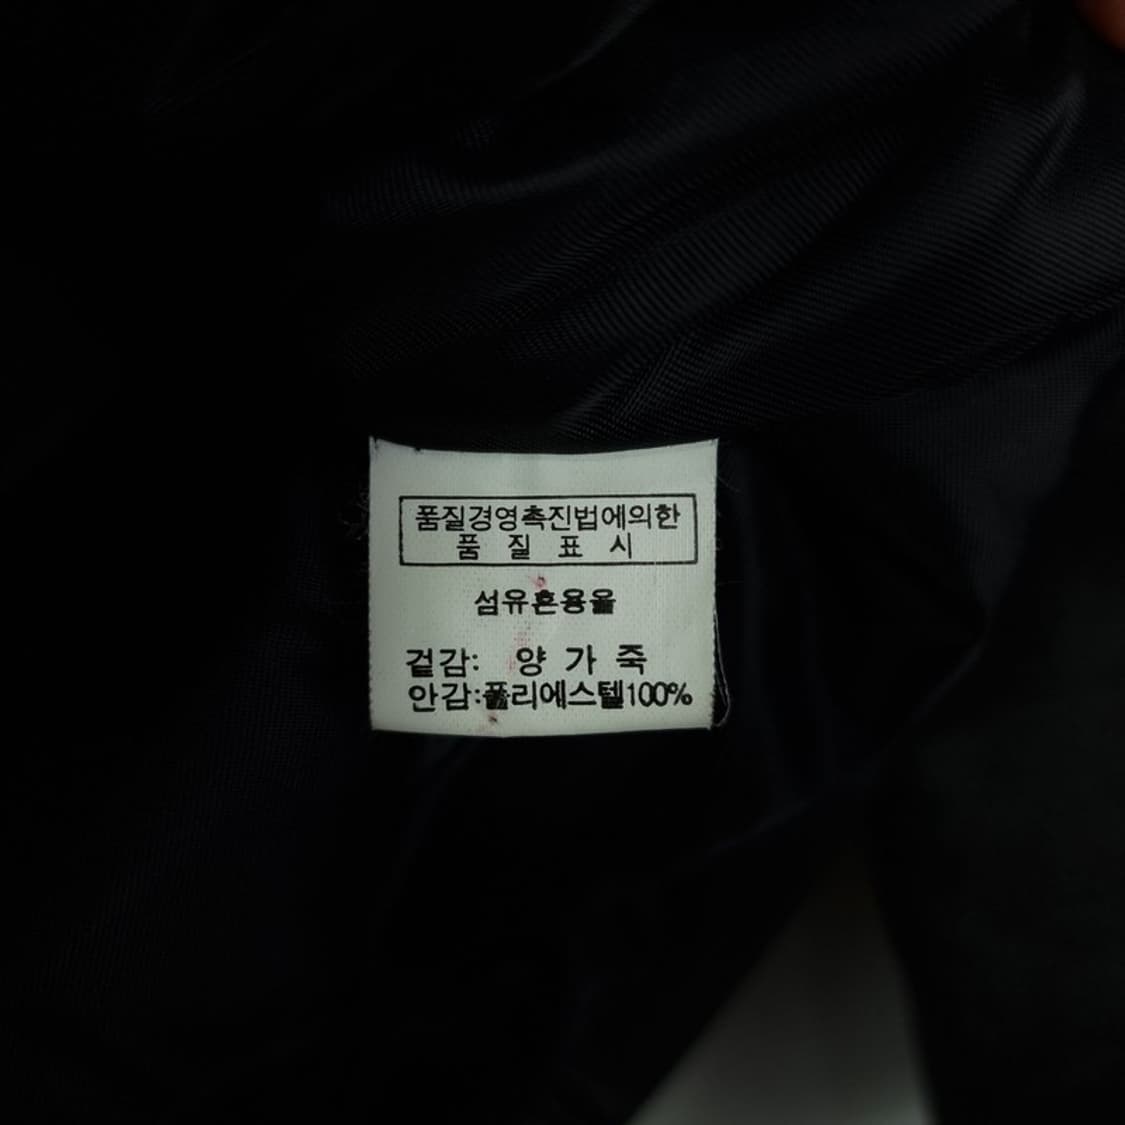 품질경영촉진법에의한
품 질 표 시
섬유혼용율
겉감: 양 가 죽
안감:폴리에스텔100%